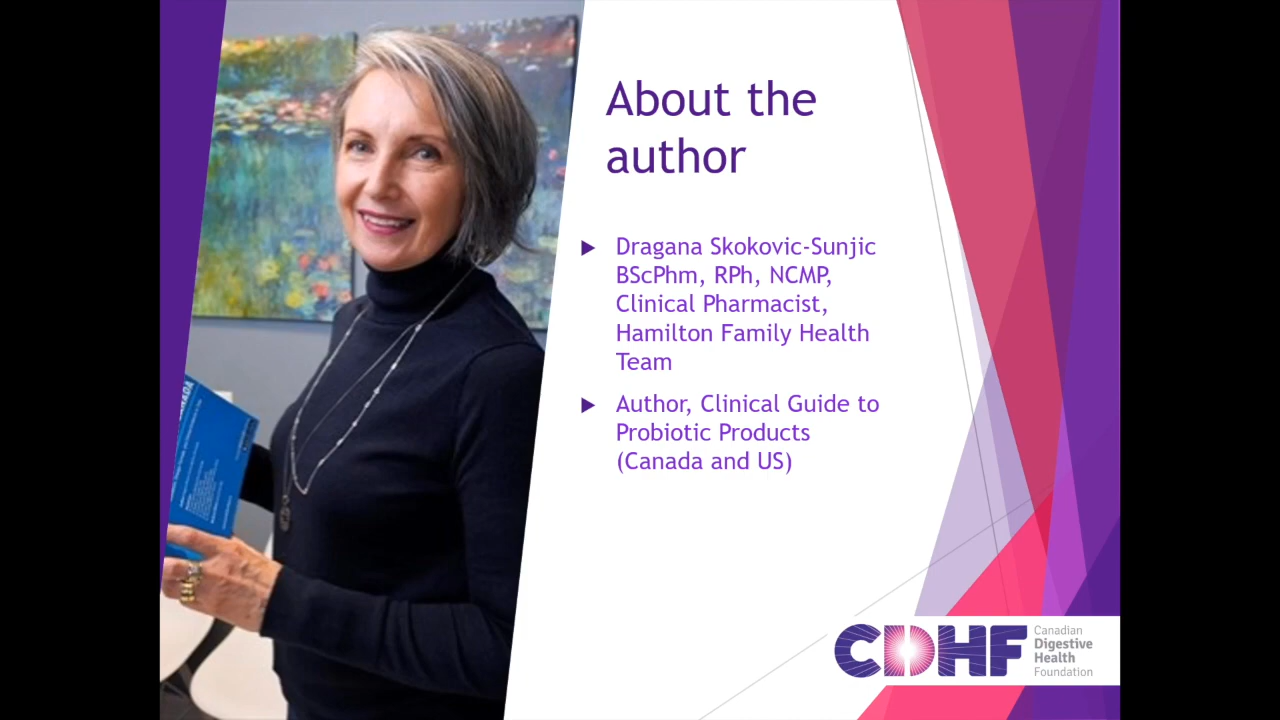 About the
author
Dragana Skokovic-Sunjic
BScPhm, RPh, NCMP,
Clinical Pharmacist,
Hamilton Family Health
Team
Author, Clinical Guide to
Probiotic Products
(Canada and US)
CDHF
Canadian
Digestive
Health
Foundation